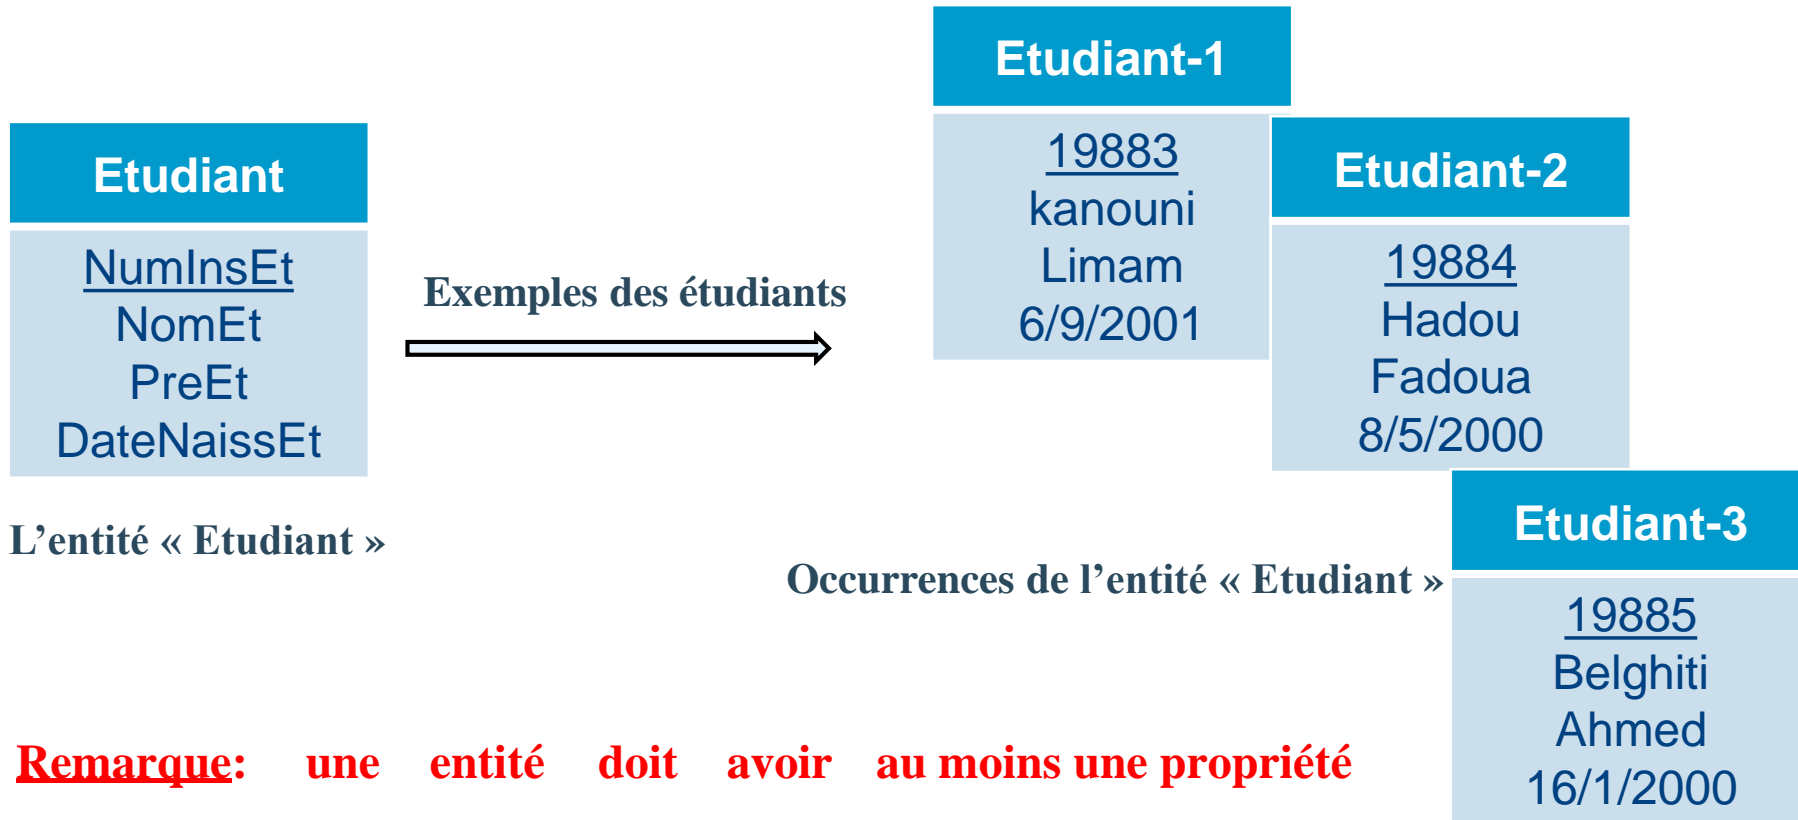 Etudiant
NumInsEt
NomEt
PreEt
DateNaissEt
L’entité « Etudiant »
Exemples des étudiants
Etudiant-1
19883
kanouni
Limam
6/9/2001
Etudiant-2
19884
Hadou
Fadoua
8/5/2000
Occurrences de l’entité « Etudiant »
Etudiant-3
19885
Belghiti
Ahmed
16/1/2000
Remarque: une entité doit avoir au moins une propriété